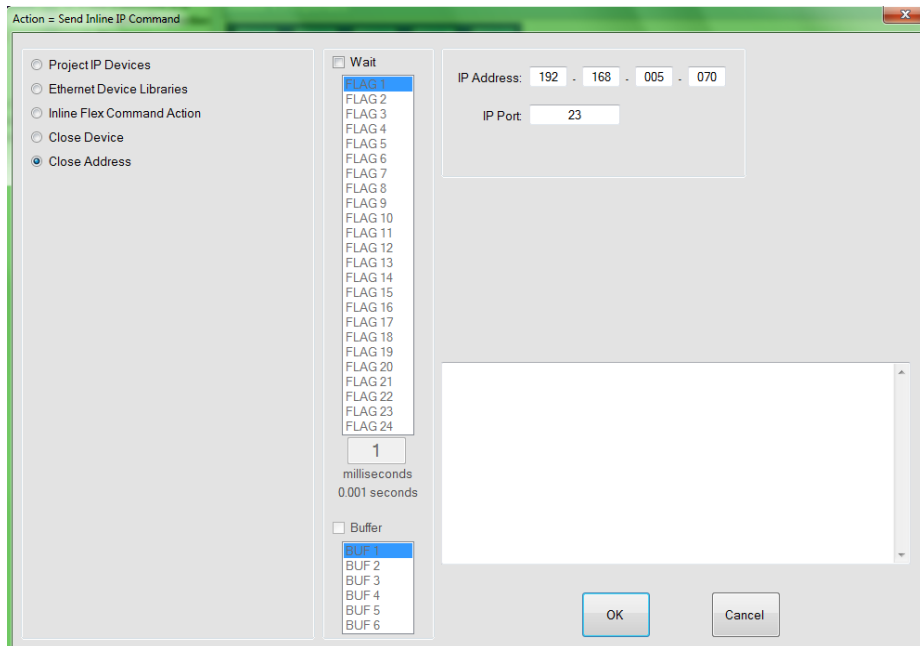 Action = Send Inline IP Command
Project IP Devices
Ethernet Device Libraries
Inline Flex Command Action
Close Device
Close Address
Wait
FLAG 1
FLAG 2
FLAG 3
FLAG 4
FLAG 5
FLAG 6
FLAG 7
FLAG 8
FLAG 9
FLAG 10
FLAG 11
FLAG 12
FLAG 13
FLAG 14
FLAG 15
FLAG 16
FLAG 17
FLAG 18
FLAG 19
FLAG 20
FLAG 21
FLAG 22
FLAG 23
FLAG 24
1
milliseconds
0.001 seconds
Buffer
BUF 1
BUF 2
BUF 3
BUF 4
BUF 5
BUF 6
IP Address: 192 . 168 . 005 . 070
IP Port: 23
OK
Cancel